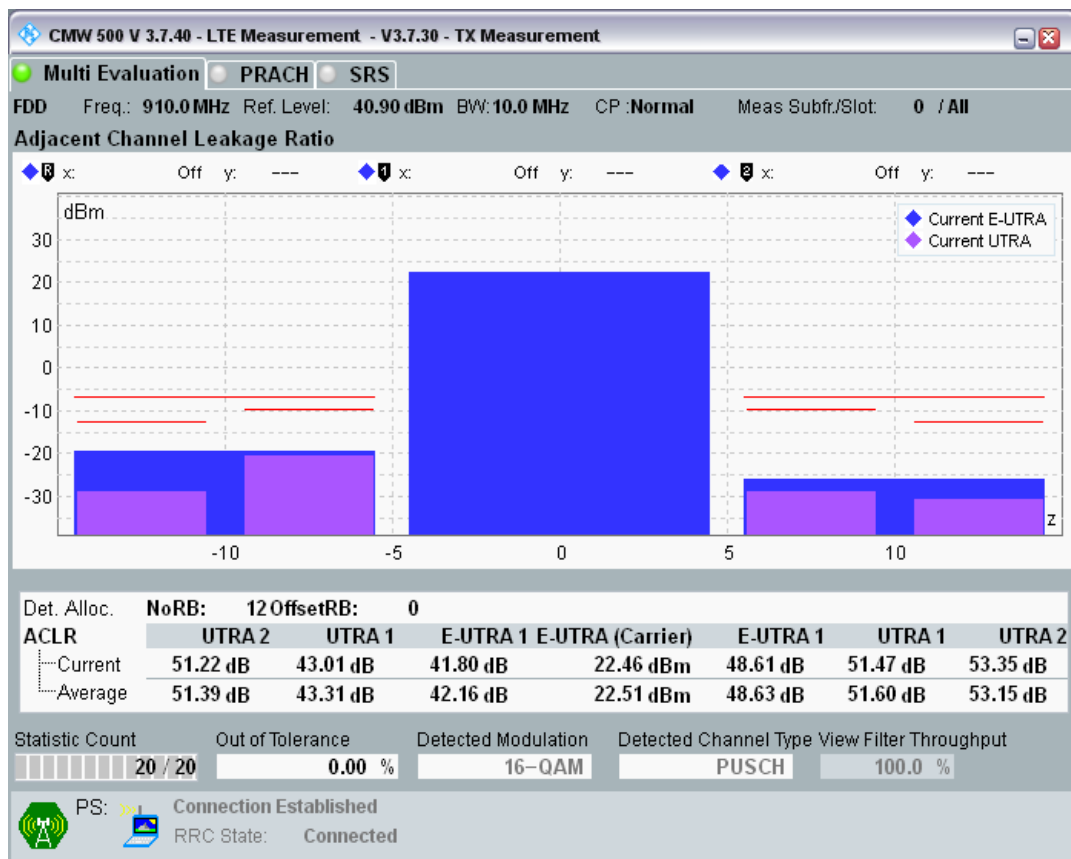 CMW 500 V 3.7.40 - LTE Measurement - V3.7.30 - TX Measurement
Multi Evaluation PRACH SRS
FDD Freq.: 910.0 MHz Ref. Level: 40.90 dBm BW: 10.0 MHz CP :Normal Meas Subfr./Slot: 0 / All
Adjacent Channel Leakage Ratio
R x: Off y: --- 1 x: Off y: --- 2 x: Off y: ---
dBm
Current E-UTRA
Current UTRA
30
20
10
0
-10
-20
-30
z
-10 -5 0 5 10
Det. Alloc. NoRB: 12 OffsetRB: 0
ACLR UTRA 2 UTRA 1 E-UTRA 1 E-UTRA (Carrier) E-UTRA 1 UTRA 1 UTRA 2
Current 51.22 dB 43.01 dB 41.80 dB 22.46 dBm 48.61 dB 51.47 dB 53.35 dB
Average 51.39 dB 43.31 dB 42.16 dB 22.51 dBm 48.63 dB 51.60 dB 53.15 dB
Statistic Count Out of Tolerance Detected Modulation Detected Channel Type View Filter Throughput
20 / 20 0.00 % 16-QAM PUSCH 100.0 %
PS: Connection Established
RRC State: Connected